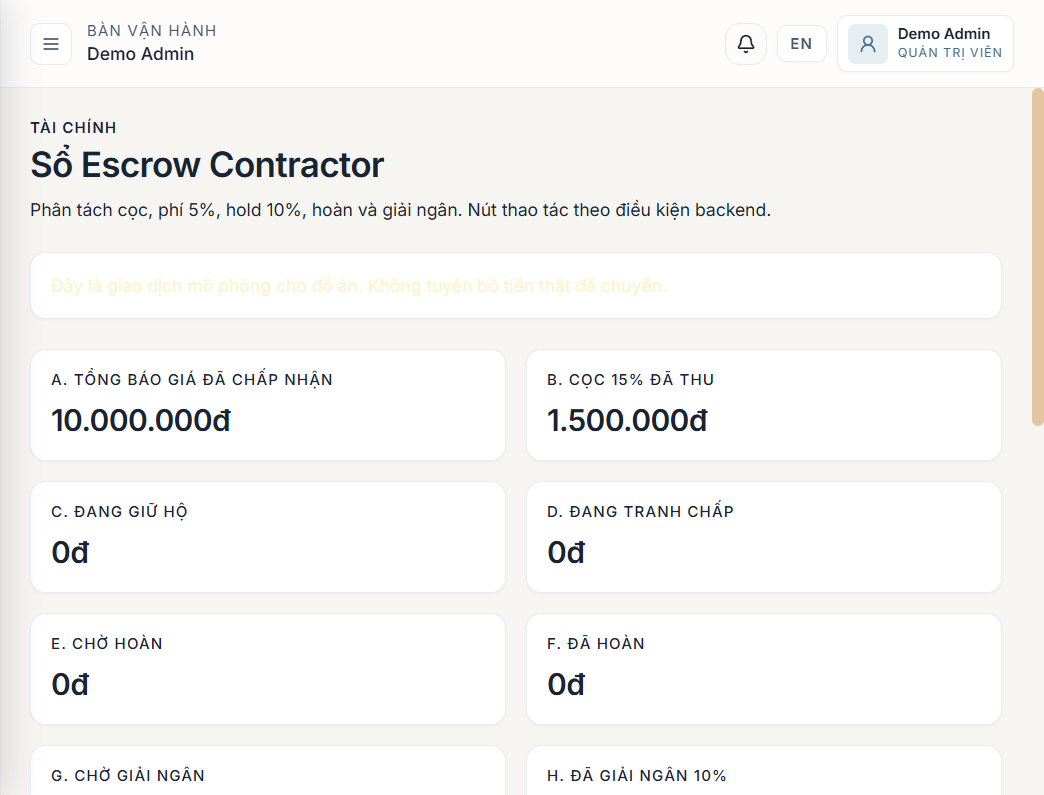 BÀN VẬN HÀNH
Demo Admin
EN
Demo Admin
QUẢN TRỊ VIÊN
TÀI CHÍNH
Sổ Escrow Contractor
Phân tách cọc, phí 5%, hold 10%, hoàn và giải ngân. Nút thao tác theo điều kiện backend.
Đây là giao dịch mô phỏng cho đồ án. Không tuyên bố tiền thật đã chuyển.
A. TỔNG BÁO GIÁ ĐÃ CHẤP NHẬN
10.000.000đ
B. CỌC 15% ĐÃ THU
1.500.000đ
C. ĐANG GIỮ HỘ
0đ
D. ĐANG TRANH CHẤP
0đ
E. CHỜ HOÀN
0đ
F. ĐÃ HOÀN
0đ
G. CHỜ GIẢI NGÂN
H. ĐÃ GIẢI NGÂN 10%